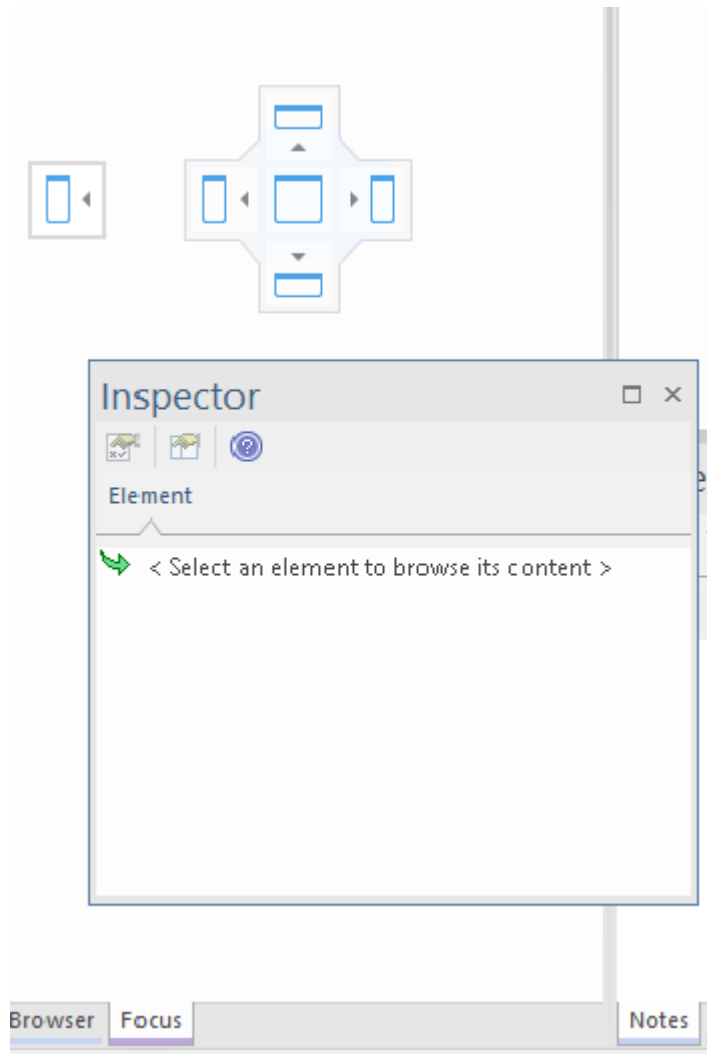 Inspector
Element
< Select an element to browse its content >
Browser
Focus
Notes